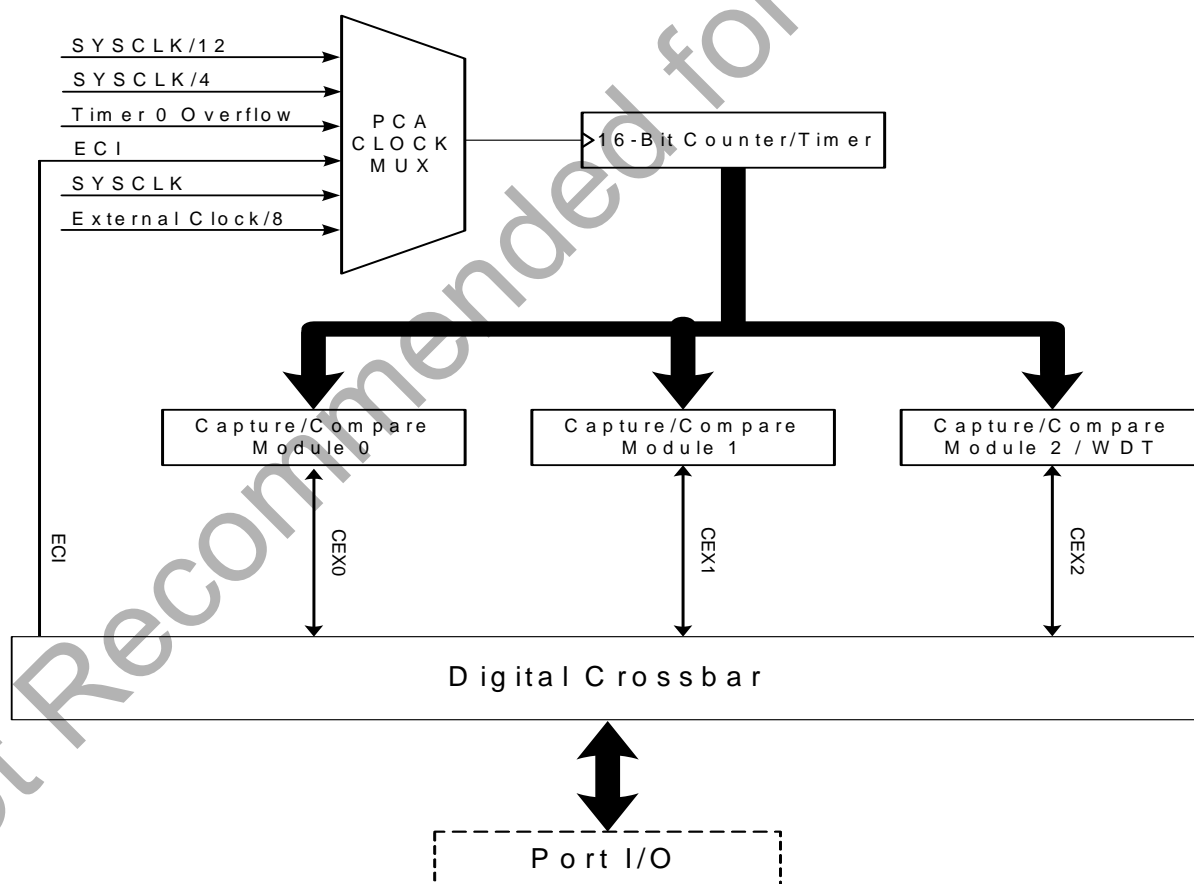 SYSCLK/12
SYSCLK/4
Timer 0 Overflow
ECI
SYSCLK
External Clock/8
PCA
CLOCK
MUX
16-Bit Counter/Timer
Capture/Compare
Module 0
Capture/Compare
Module 1
Capture/Compare
Module 2 / WDT
ECI
CEX0
CEX1
CEX2
Digital Crossbar
Port I/O
Recommended for